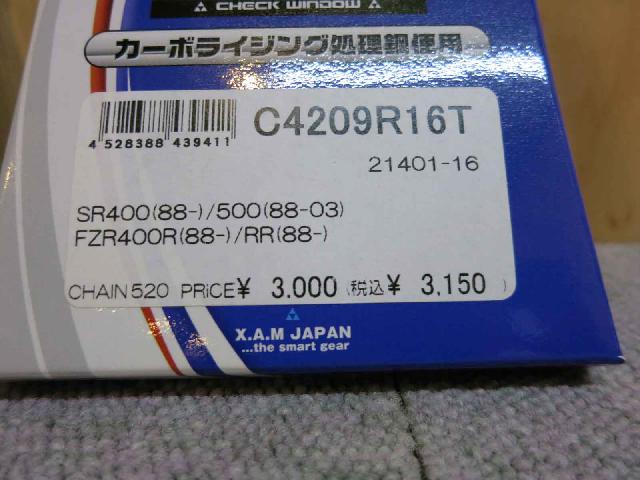 CHECK WINDOW
カーボライジング処理鋼使用
C4209R16T
4 528388 439411
21401-16
SR400(88-)/500(88-03)
FZR400R(88-)/RR(88-)
CHAIN520 PRiCE¥ 3,000 (税込¥ 3,150 )
X.A.M JAPAN
...the smart gear